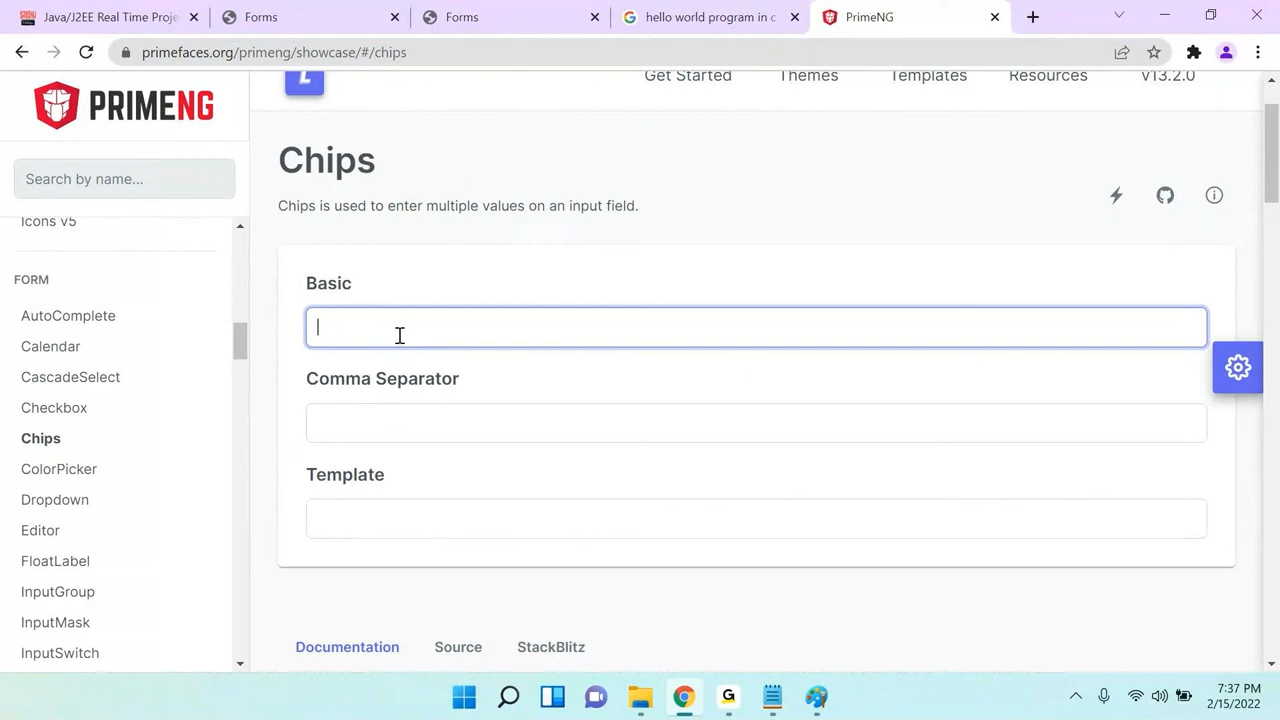 Java/J2EE Real Time Proje
Forms
Forms
hello world program in c
PrimeNG
primefaces.org/primeng/showcase/#/chips
PRIMENG
Get Started
Themes
Templates
Resources
v13.2.0
Search by name...
Icons v5
FORM
AutoComplete
Calendar
CascadeSelect
Checkbox
Chips
ColorPicker
Dropdown
Editor
FloatLabel
InputGroup
InputMask
InputSwitch
Chips
Chips is used to enter multiple values on an input field.
Basic
Comma Separator
Template
Documentation
Source
StackBlitz
7:37 PM
2/15/2022